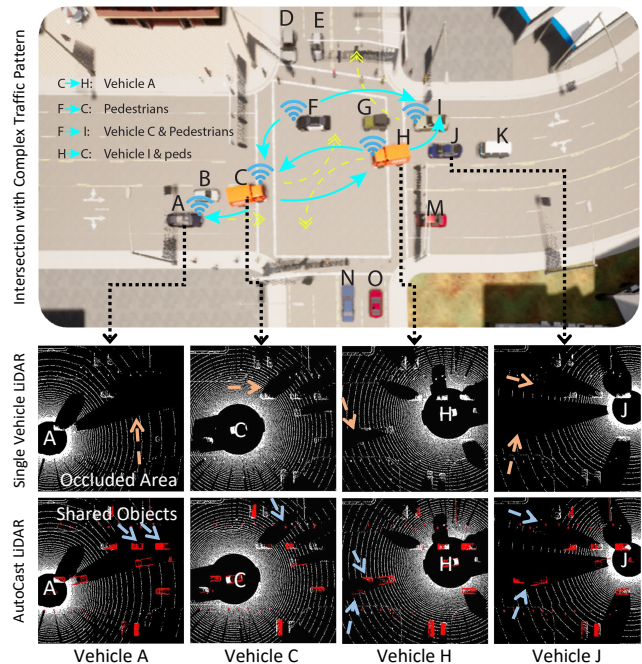 Intersection with Complex Traffic Pattern
D E
C→H: Vehicle A
F→C: Pedestrians
F→I: Vehicle C & Pedestrians
H→C: Vehicle I & peds
F G I
H J K
B C
A M
N O
Single Vehicle LiDAR
A C H J
Occluded Area
AutoCast LiDAR
Shared Objects
A C H J
Vehicle A Vehicle C Vehicle H Vehicle J